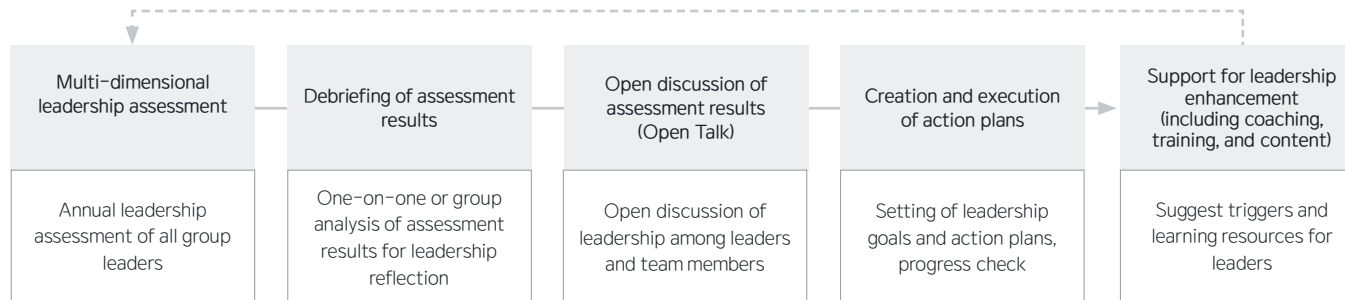 Multi-dimensional
leadership assessment
Annual leadership
assessment of all group
leaders
Debriefing of assessment
results
One-on-one or group
analysis of assessment
results for leadership
reflection
Open discussion of
assessment results
(Open Talk)
Open discussion of
leadership among leaders
and team members
Creation and execution
of action plans
Setting of leadership
goals and action plans,
progress check
Support for leadership
enhancement
(including coaching,
training, and content)
Suggest triggers and
learning resources for
leaders